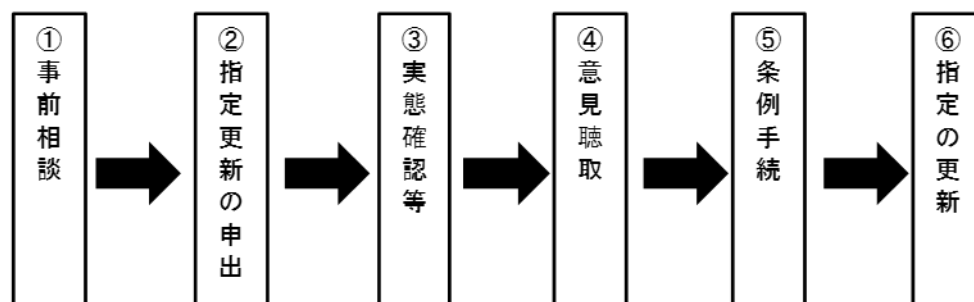 ①事前相談
②指定更新の申出
③実態確認等
④意見聴取
⑤条例手続
⑥指定の更新